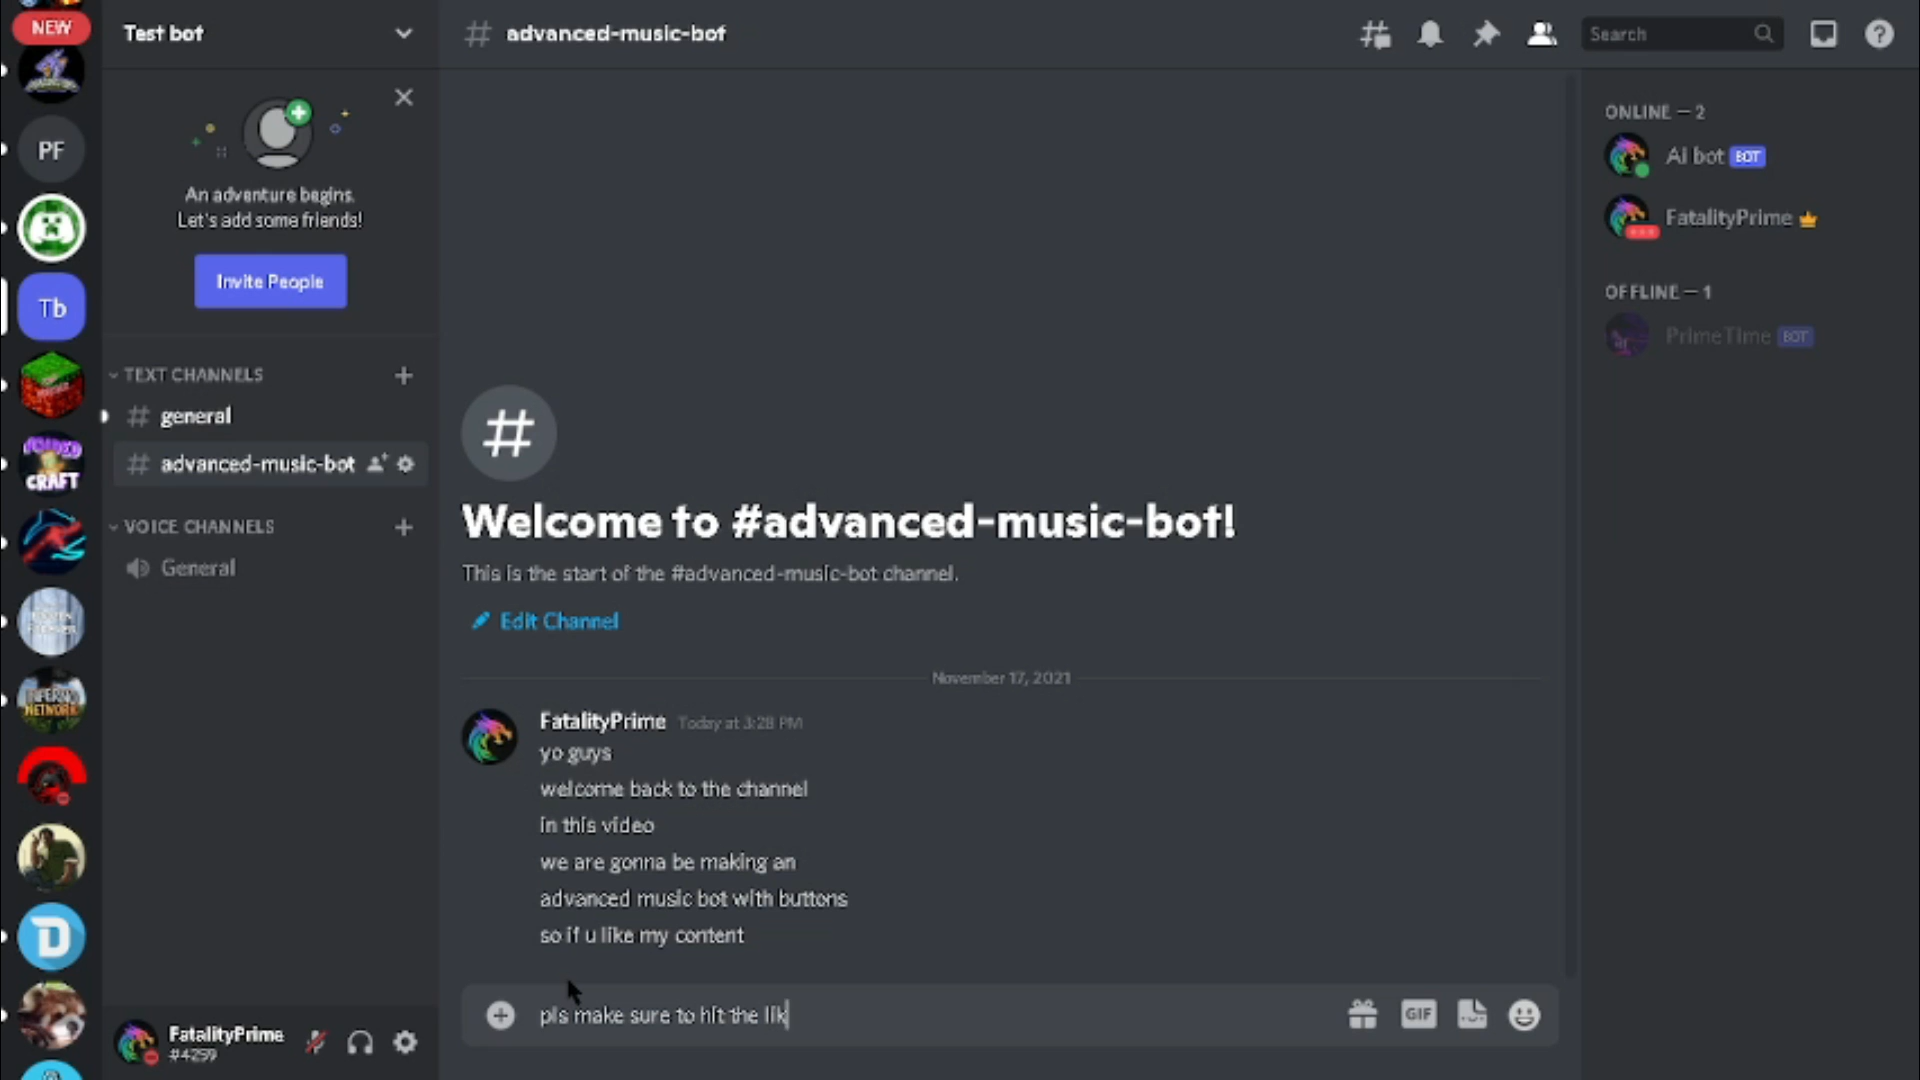 NEW
PF
Tb
CRAFT
INFERNO
NETWORK
D
Test bot
An adventure begins.
Let's add some friends!
Invite People
TEXT CHANNELS
general
advanced-music-bot
VOICE CHANNELS
General
FatalityPrime
#4259
advanced-music-bot
Search
Welcome to #advanced-music-bot!
This is the start of the #advanced-music-bot channel.
Edit Channel
November 17, 2021
FatalityPrime Today at 3:28 PM
yo guys
welcome back to the channel
in this video
we are gonna be making an
advanced music bot with buttons
so if u like my content
pls make sure to hit the lik
GIF
ONLINE — 2
AI bot BOT
FatalityPrime
OFFLINE — 1
PrimeTime BOT